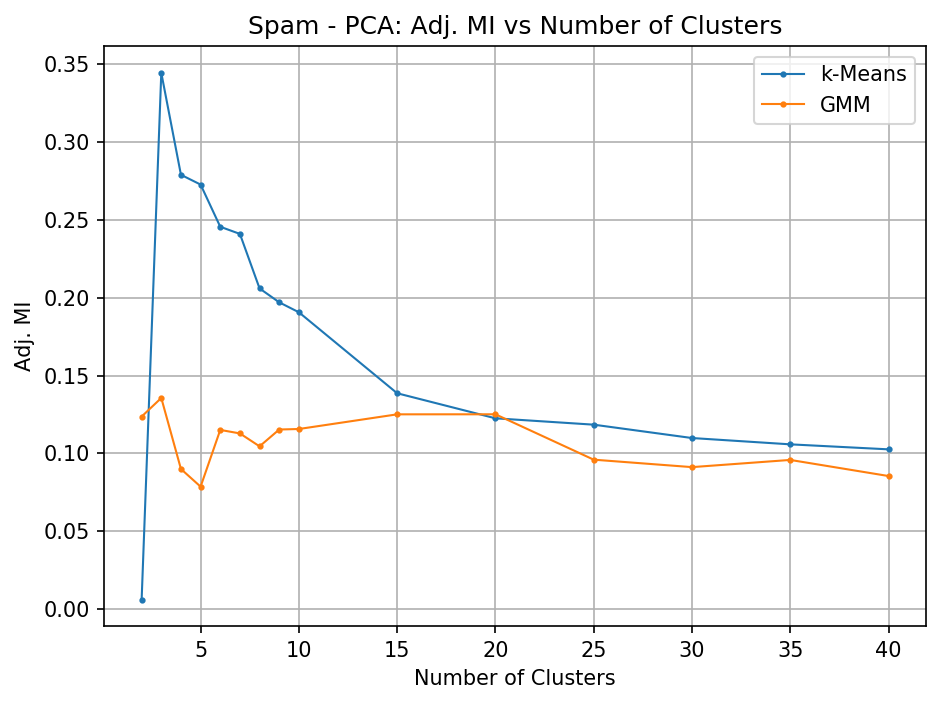 Spam - PCA: Adj. MI vs Number of Clusters
k-Means
GMM
Adj. MI
0.35
0.30
0.25
0.20
0.15
0.10
0.05
0.00
5 10 15 20 25 30 35 40
Number of Clusters